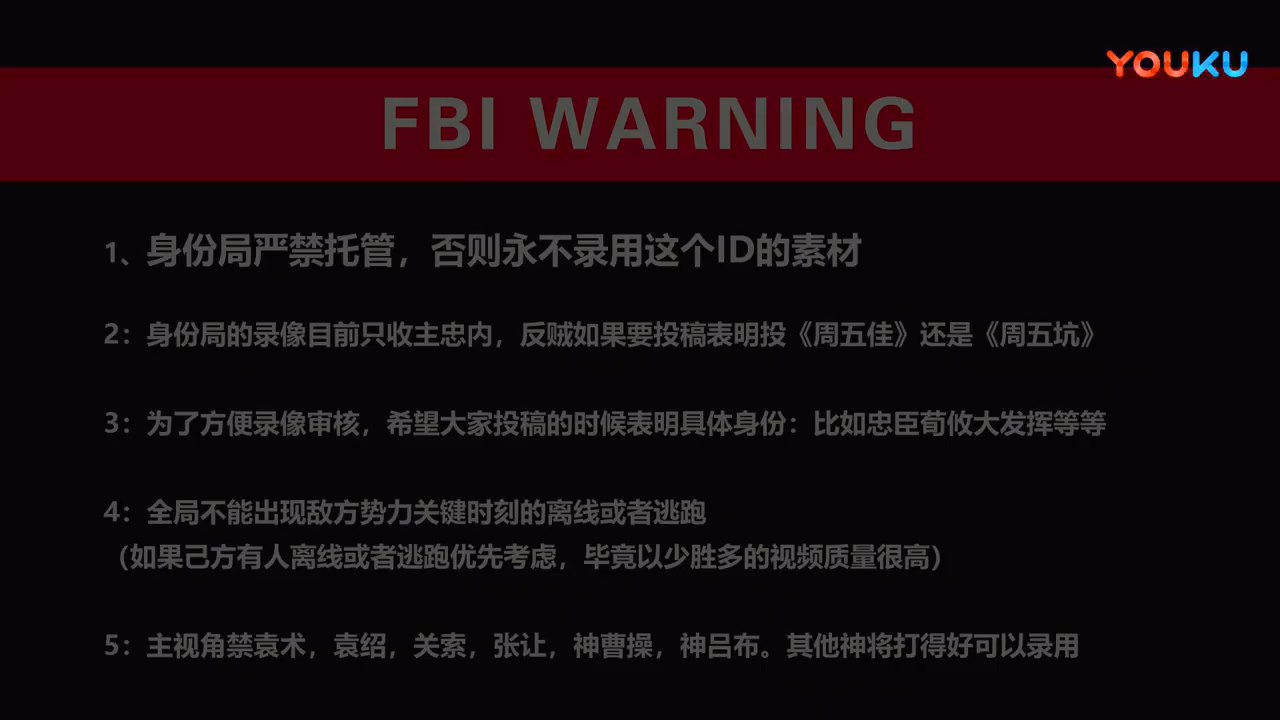 YOUKU
FBI WARNING
1、身份局严禁托管，否则永不录用这个ID的素材
2：身份局的录像目前只收主忠内，反贼如果要投稿表明投《周五佳》还是《周五坑》
3：为了方便录像审核，希望大家投稿的时候表明具体身份：比如忠臣荀攸大发挥等等
4：全局不能出现敌方势力关键时刻的离线或者逃跑
（如果己方有人离线或者逃跑优先考虑，毕竟以少胜多的视频质量很高）
5：主视角禁袁术，袁绍，关索，张让，神曹操，神吕布。其他神将打得好可以录用